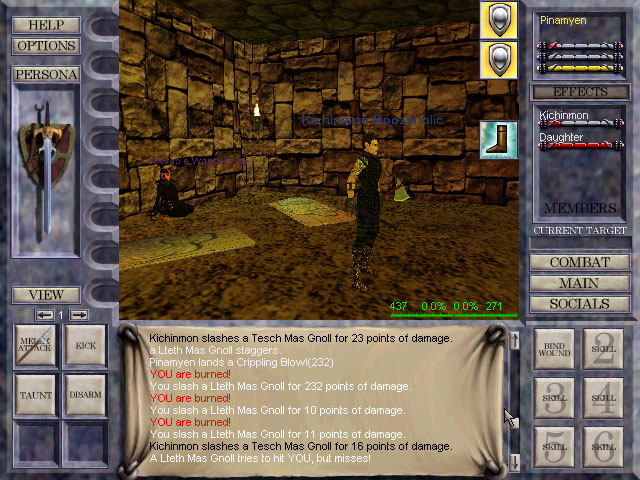 HELP
OPTIONS
PERSONA
VIEW
1
MELEE ATTACK
KICK
TAUNT
DISARM
Kichinmon
437 0.0% 0.0% 271
Kichinmon slashes a Tesch Mas Gnoll for 23 points of damage.
a Lteth Mas Gnoll staggers.
Pinamyen lands a Crippling Blow!(232)
YOU are burned!
You slash a Lteth Mas Gnoll for 232 points of damage.
YOU are burned!
You slash a Lteth Mas Gnoll for 10 points of damage.
YOU are burned!
You slash a Lteth Mas Gnoll for 11 points of damage.
Kichinmon slashes a Tesch Mas Gnoll for 16 points of damage.
A Lteth Mas Gnoll tries to hit YOU, but misses!
Pinamyen
EFFECTS
Kichinmon
Daughter
MEMBERS
CURRENT TARGET
COMBAT
MAIN
SOCIALS
BIND WOUND
2 SKILL
3 SKILL
4 SKILL
5 SKILL
6 SKILL